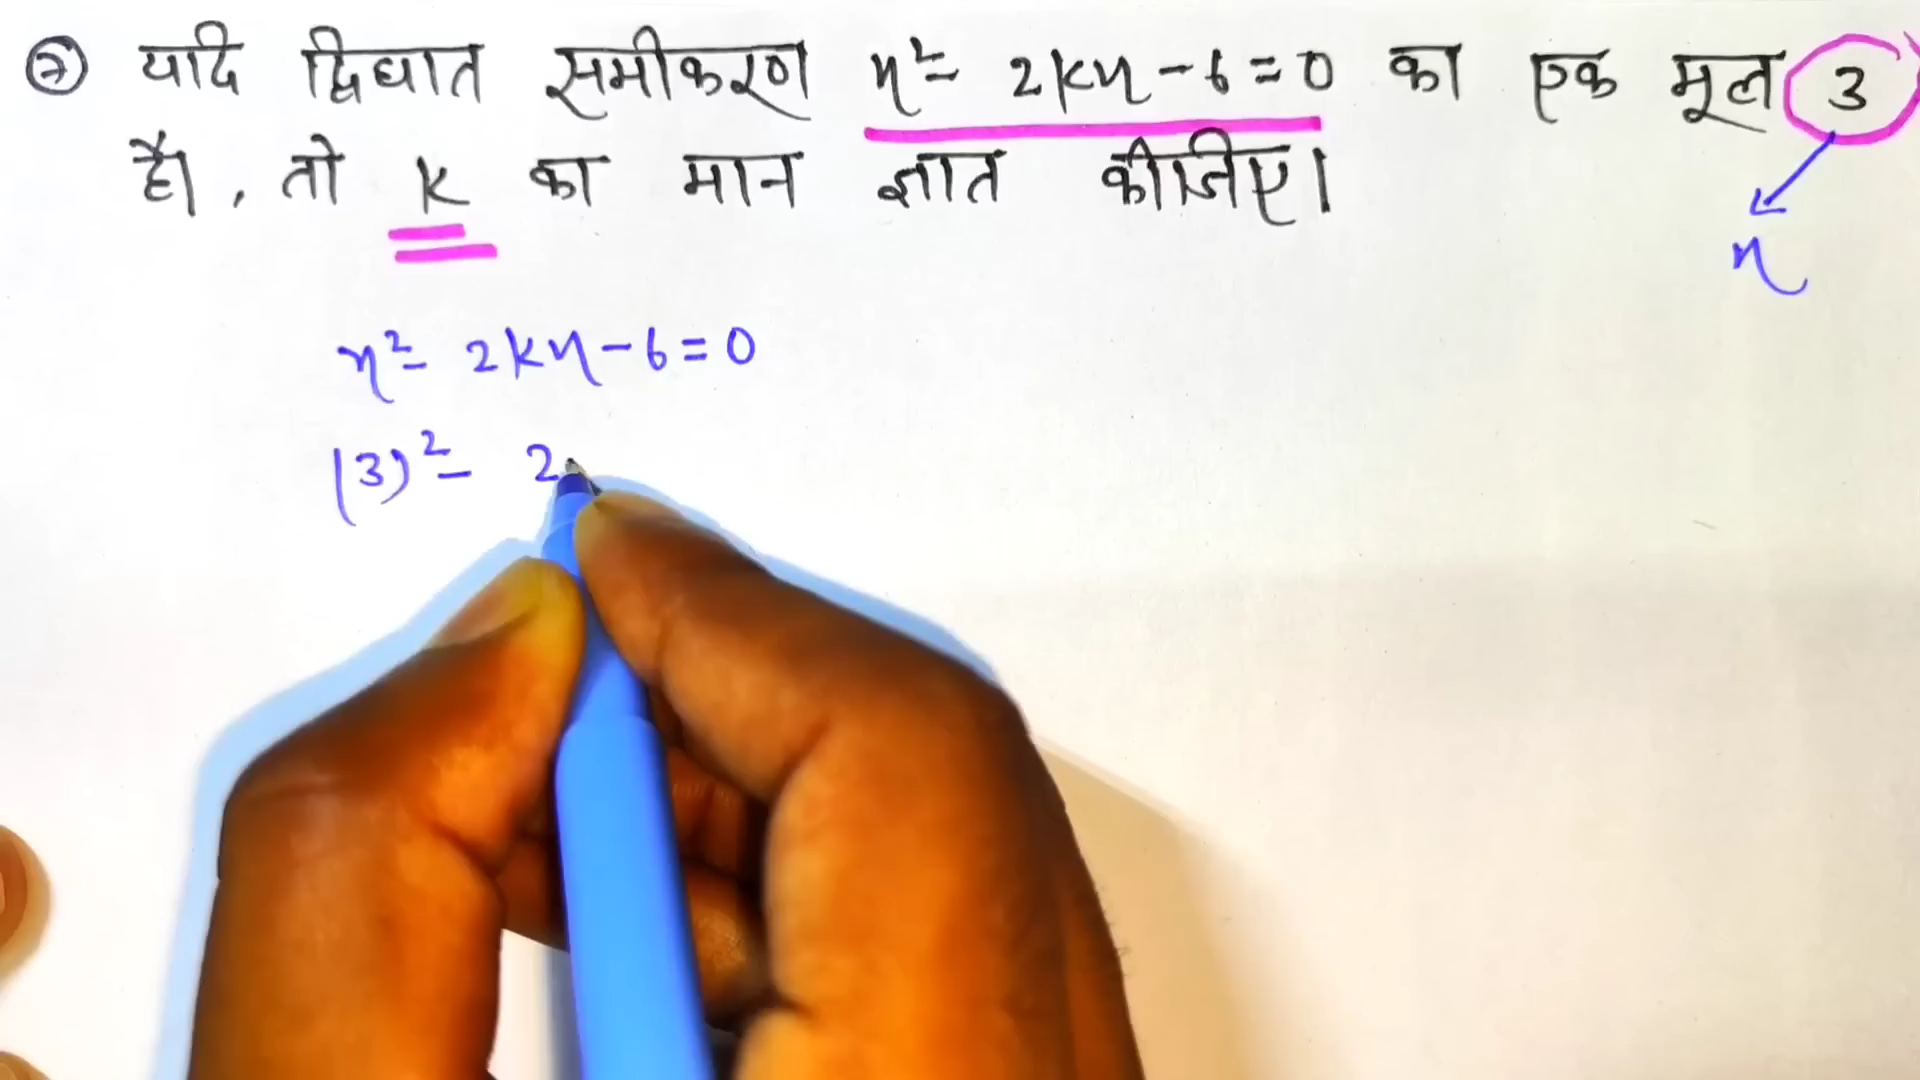 ⑦ यदि द्विघात समीकरण x² - 2kx - 6 = 0 का एक मूल 3
है, तो k का मान ज्ञात कीजिए।
x
x² - 2kx - 6 = 0
(3)² - 2